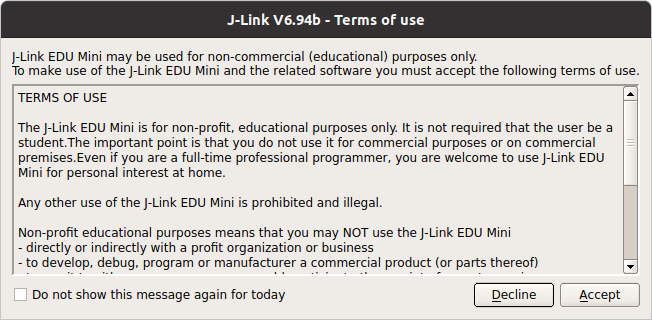 J-Link V6.94b - Terms of use
J-Link EDU Mini may be used for non-commercial (educational) purposes only.
To make use of the J-Link EDU Mini and the related software you must accept the following terms of use.
TERMS OF USE
The J-Link EDU Mini is for non-profit, educational purposes only. It is not required that the user be a
student.The important point is that you do not use it for commercial purposes or on commercial
premises.Even if you are a full-time professional programmer, you are welcome to use J-Link EDU
Mini for personal interest at home.
Any other use of the J-Link EDU Mini is prohibited and illegal.
Non-profit educational purposes means that you may NOT use the J-Link EDU Mini
- directly or indirectly with a profit organization or business
- to develop, debug, program or manufacturer a commercial product (or parts thereof)
Do not show this message again for today
Decline
Accept